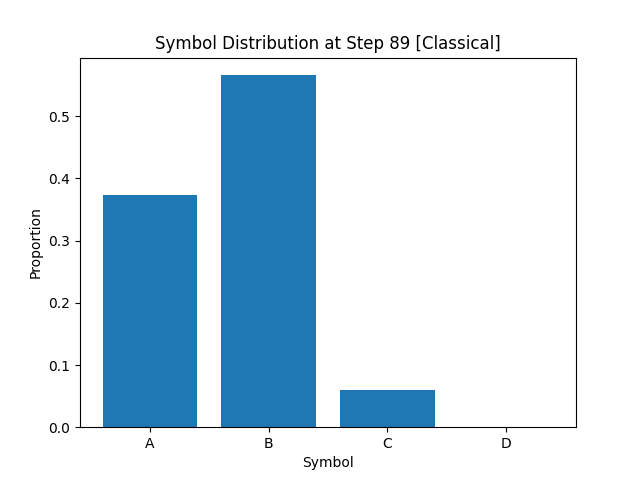 Symbol Distribution at Step 89 [Classical]
Proportion
0.5
0.4
0.3
0.2
0.1
0.0
A B C D
Symbol